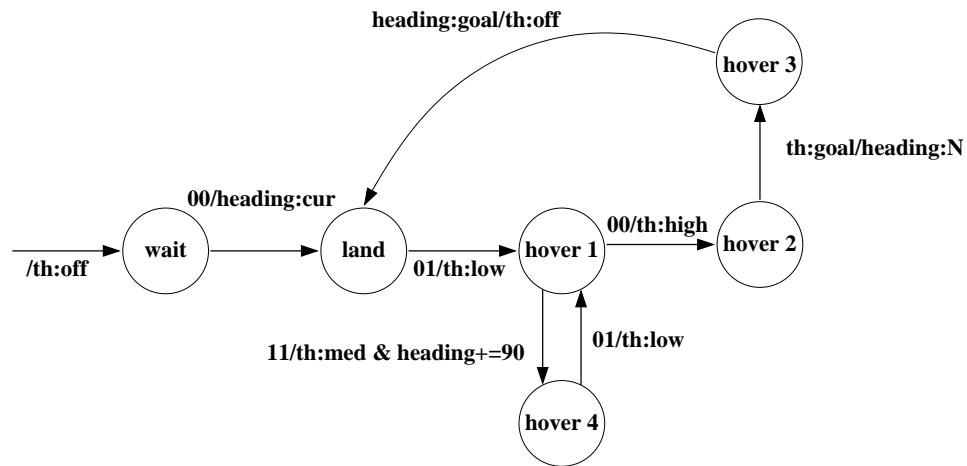 heading:goal/th:off
hover 3
th:goal/heading:N
00/heading:cur
wait
land
hover 1
00/th:high
hover 2
/th:off
01/th:low
11/th:med & heading+=90
01/th:low
hover 4